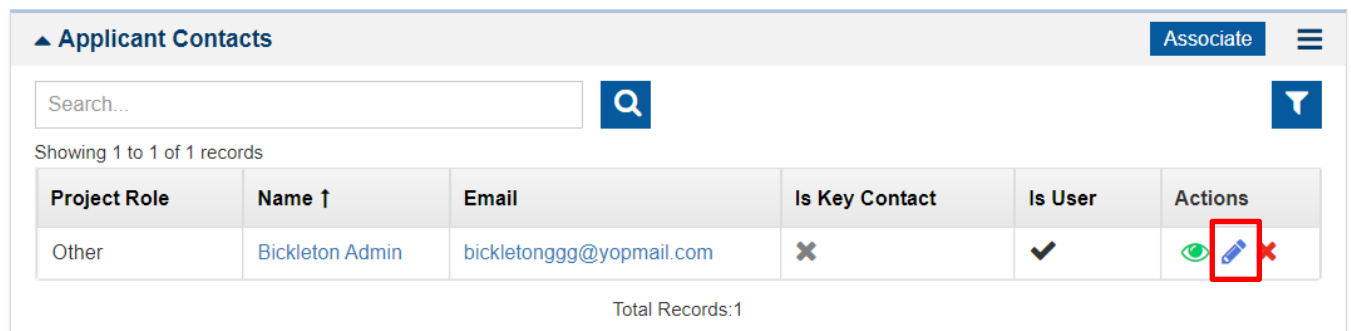 Applicant Contacts Associate
Search...
Showing 1 to 1 of 1 records
Project Role Name ↑ Email Is Key Contact Is User Actions
Other Bickleton Admin bickletonggg@yopmail.com
Total Records:1